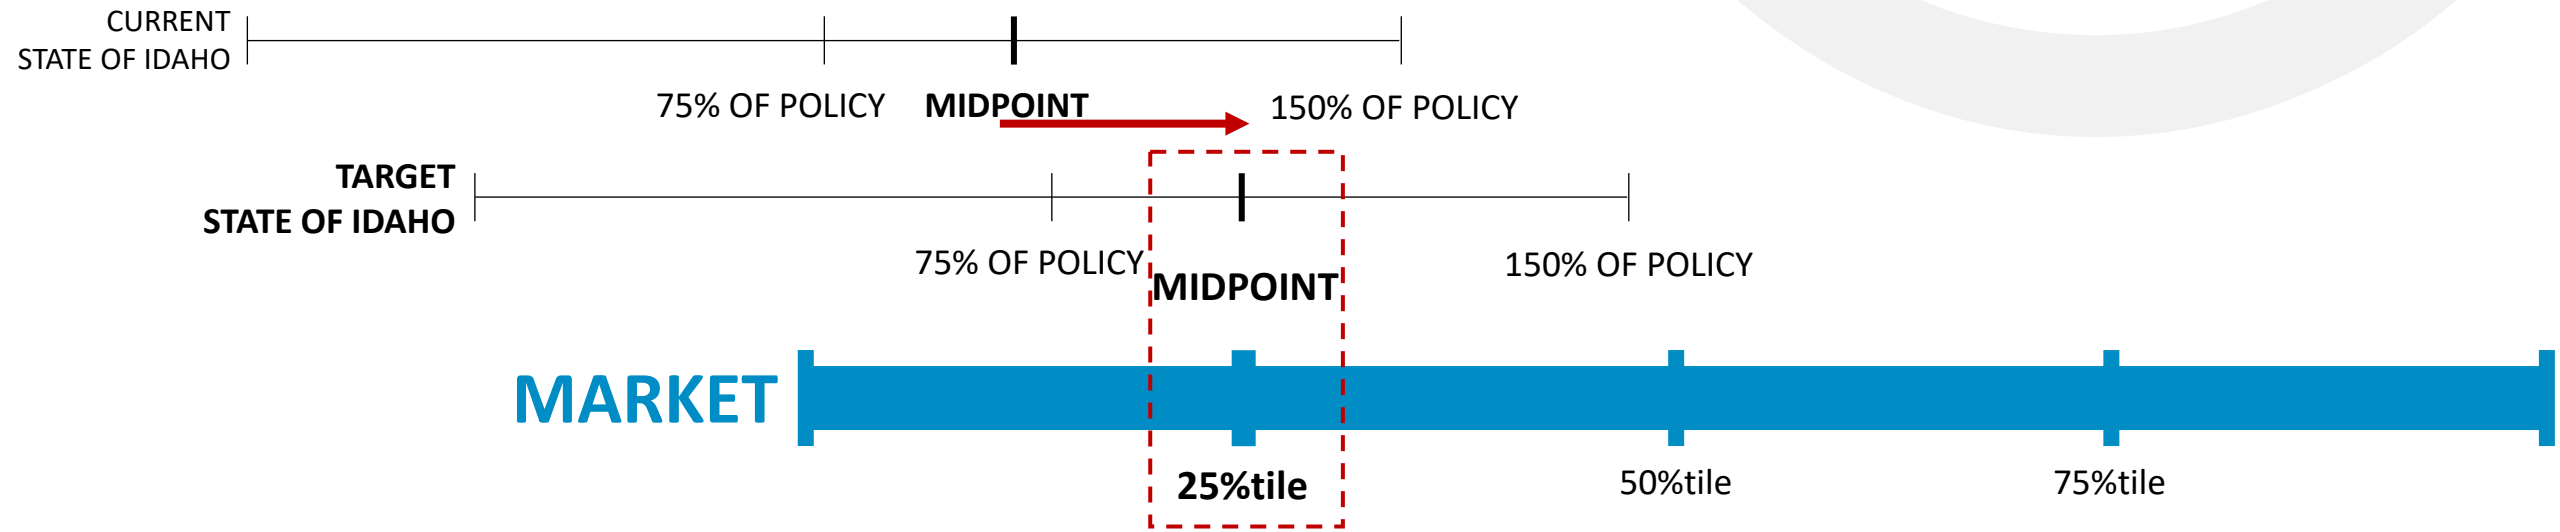 CURRENT
STATE OF IDAHO
75% OF POLICY
MIDPOINT
150% OF POLICY
TARGET
STATE OF IDAHO
75% OF POLICY
MIDPOINT
150% OF POLICY
MARKET
25%tile
50%tile
75%tile